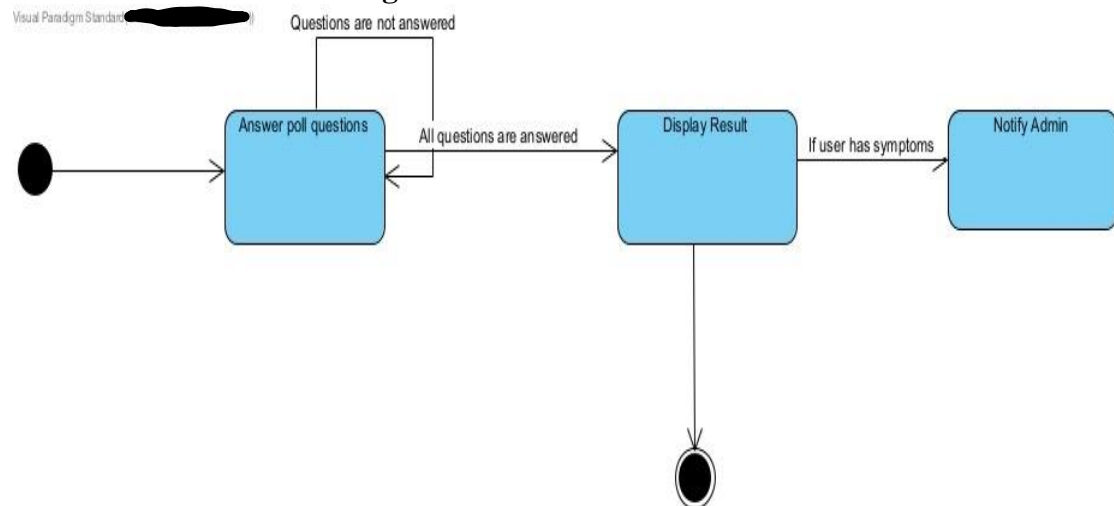 Visual Paradigm Standard(
Questions are not answered
Answer poll questions
All questions are answered
Display Result
If user has symptoms
Notify Admin